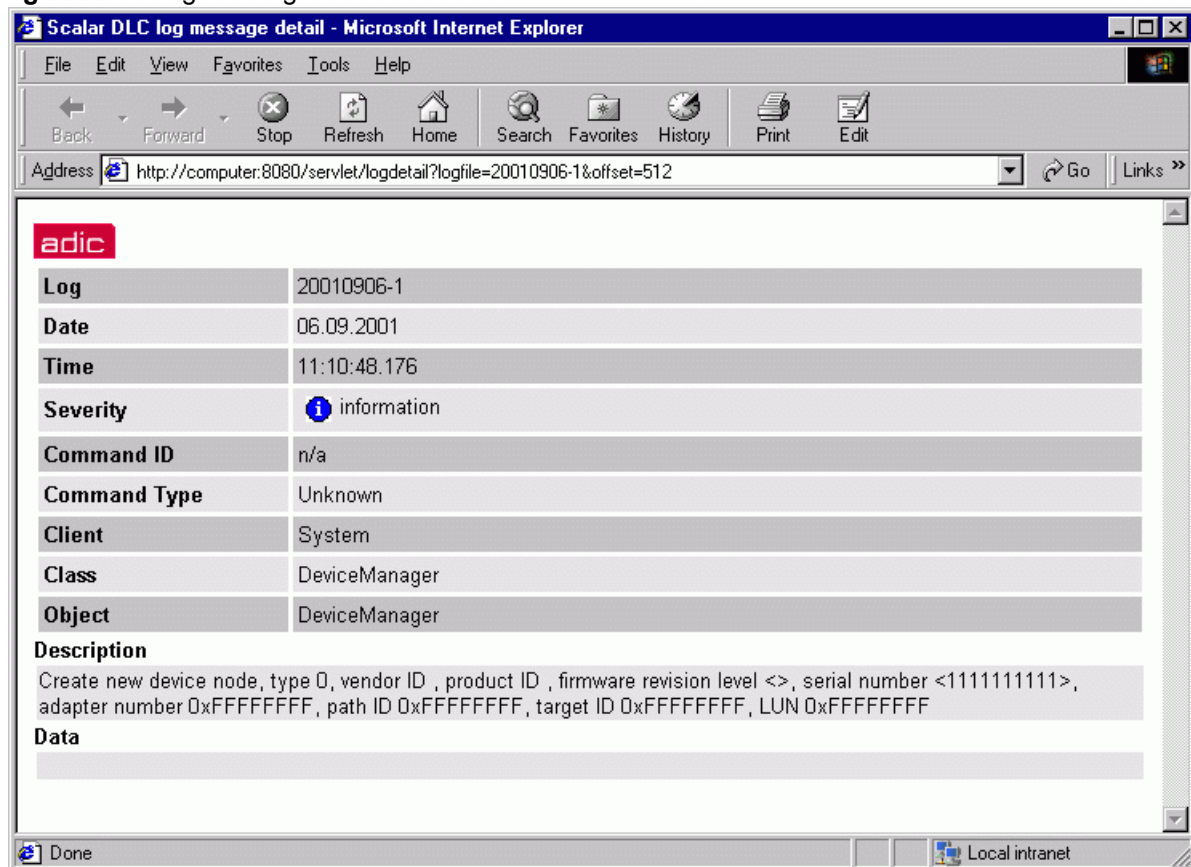 Scalar DLC log message detail - Microsoft Internet Explorer
File Edit View Favorites Tools Help
Back Forward Stop Refresh Home Search Favorites History Print Edit
Address http://computer:8080/servlet/logdetail?logfile=20010906-1&offset=512 Go Links »
adic
Log 20010906-1
Date 06.09.2001
Time 11:10:48.176
Severity information
Command ID n/a
Command Type Unknown
Client System
Class DeviceManager
Object DeviceManager
Description
Create new device node, type 0, vendor ID , product ID , firmware revision level <>, serial number <1111111111>,
adapter number 0xFFFFFFFF, path ID 0xFFFFFFFF, target ID 0xFFFFFFFF, LUN 0xFFFFFFFF
Data
Done Local intranet